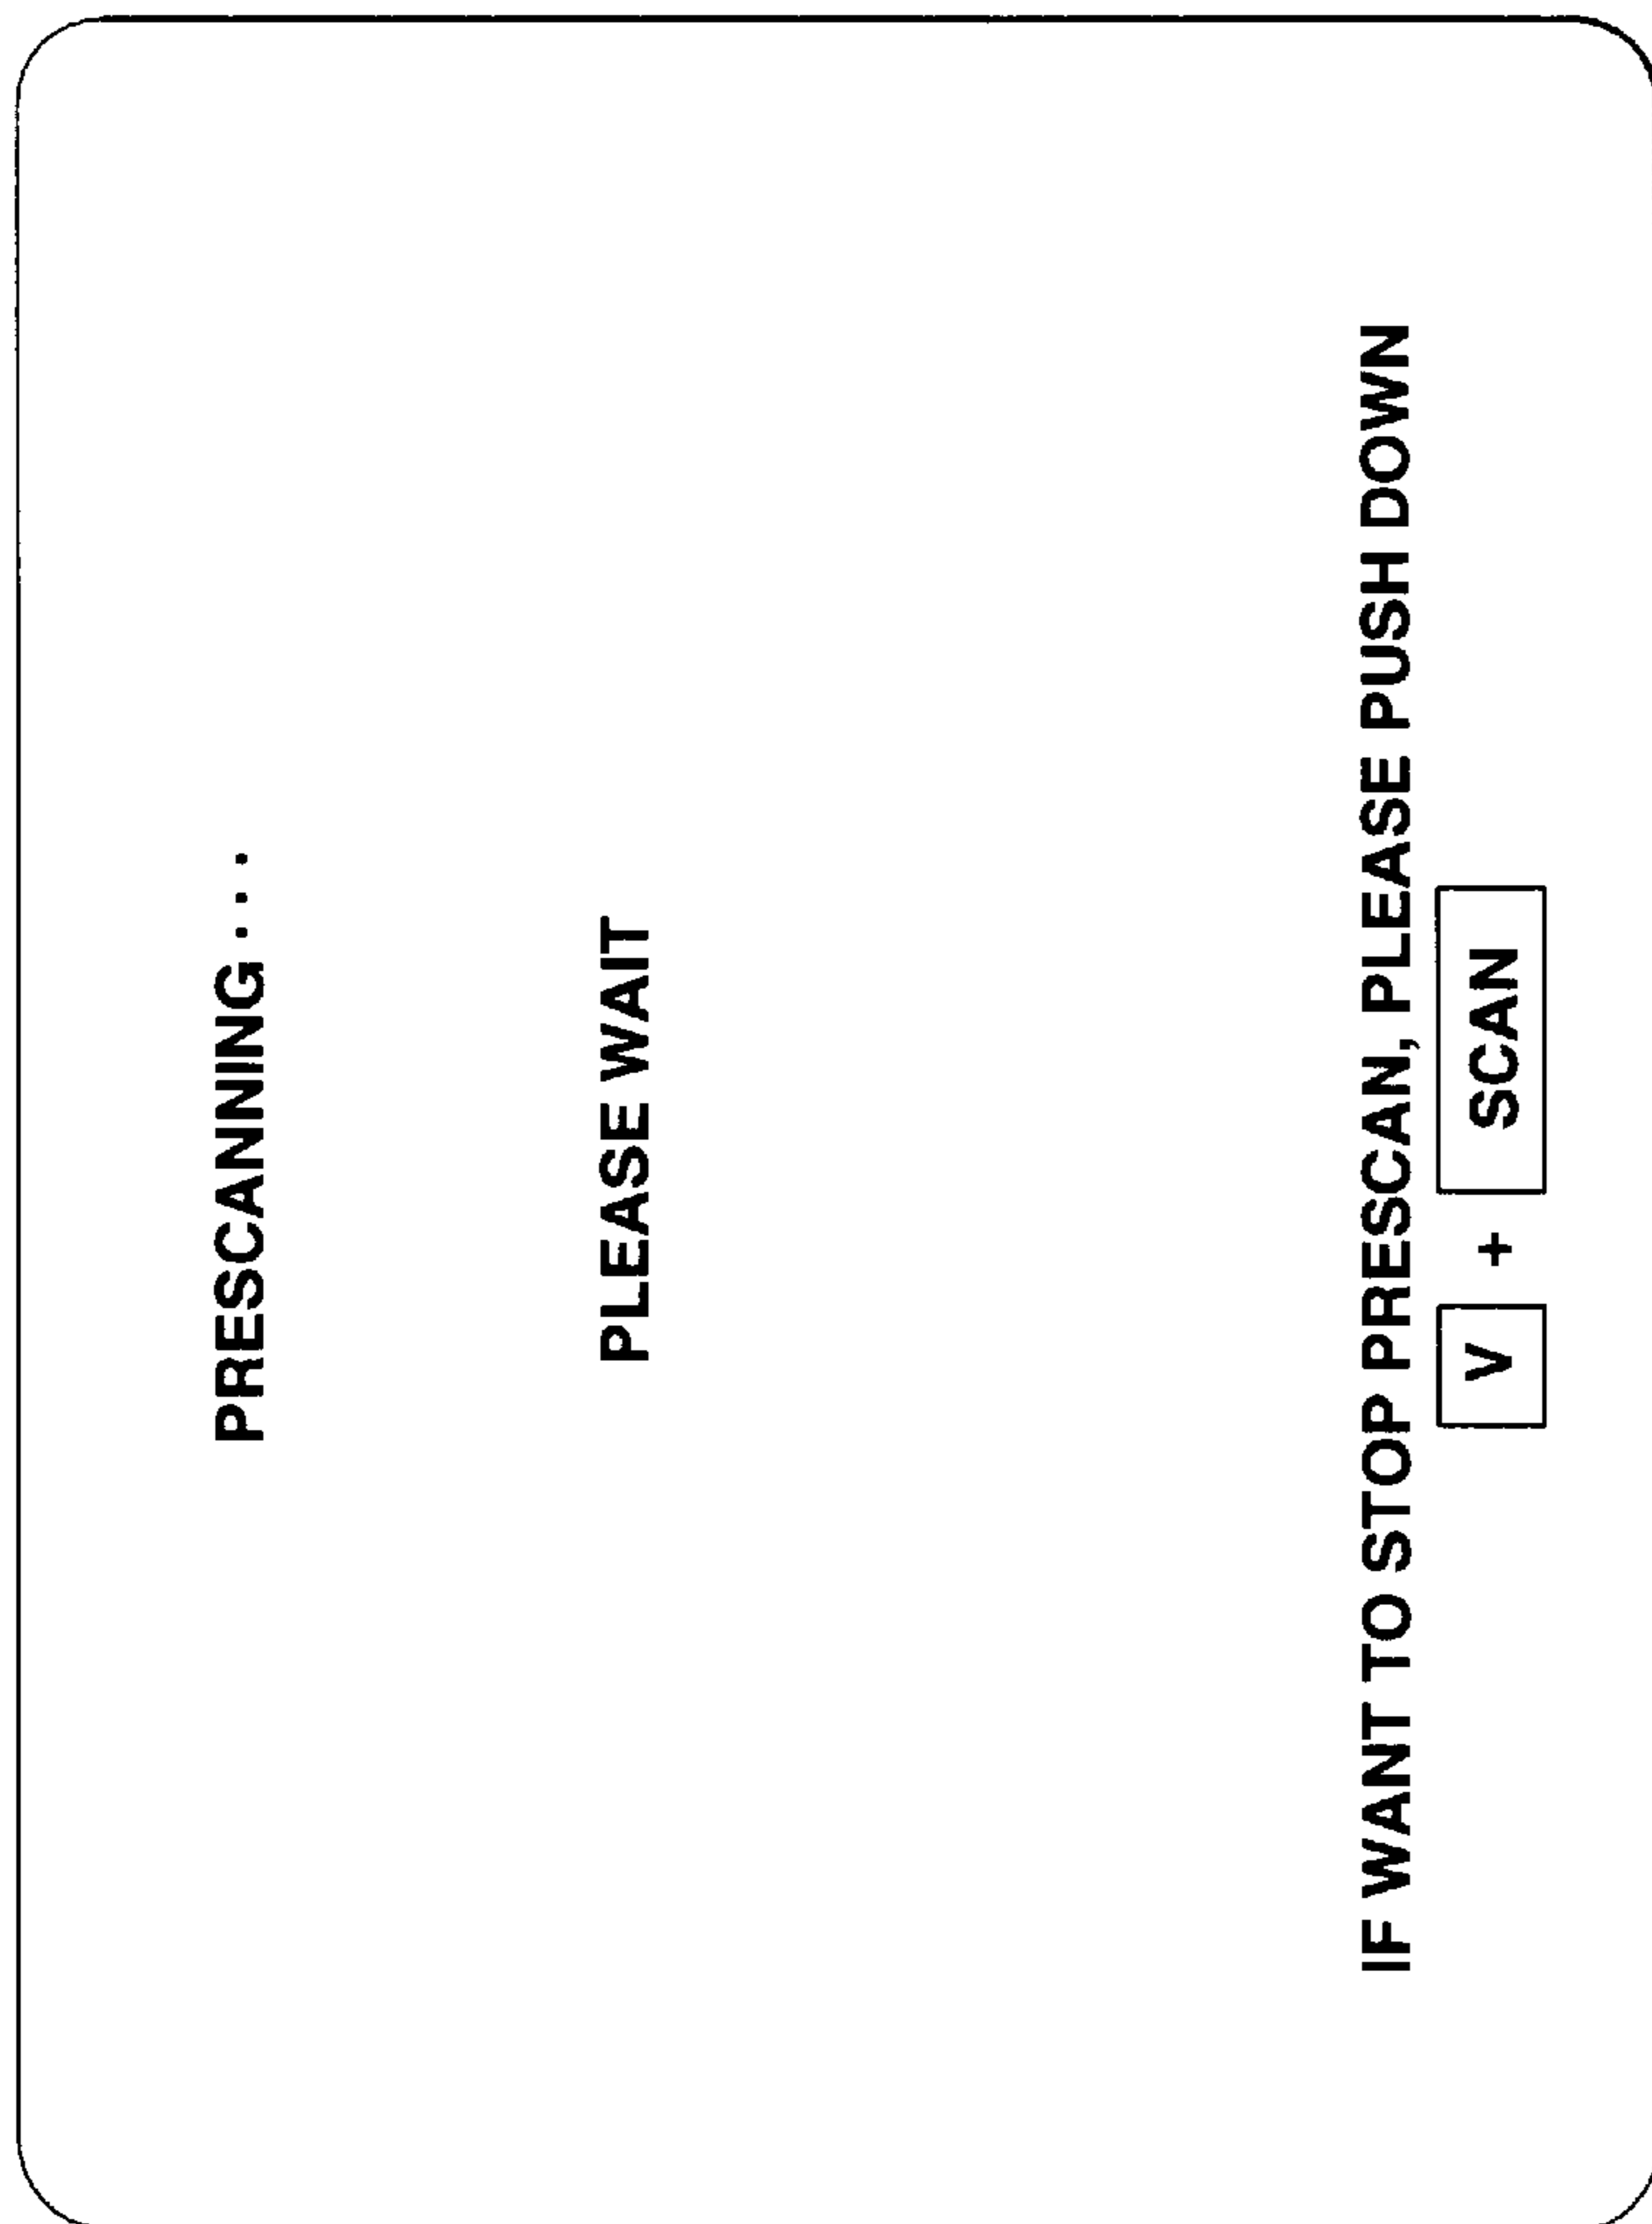 PRESCANNING...
PLEASE WAIT
IF WANT TO STOP PRESCAN, PLEASE PUSH DOWN
V + SCAN